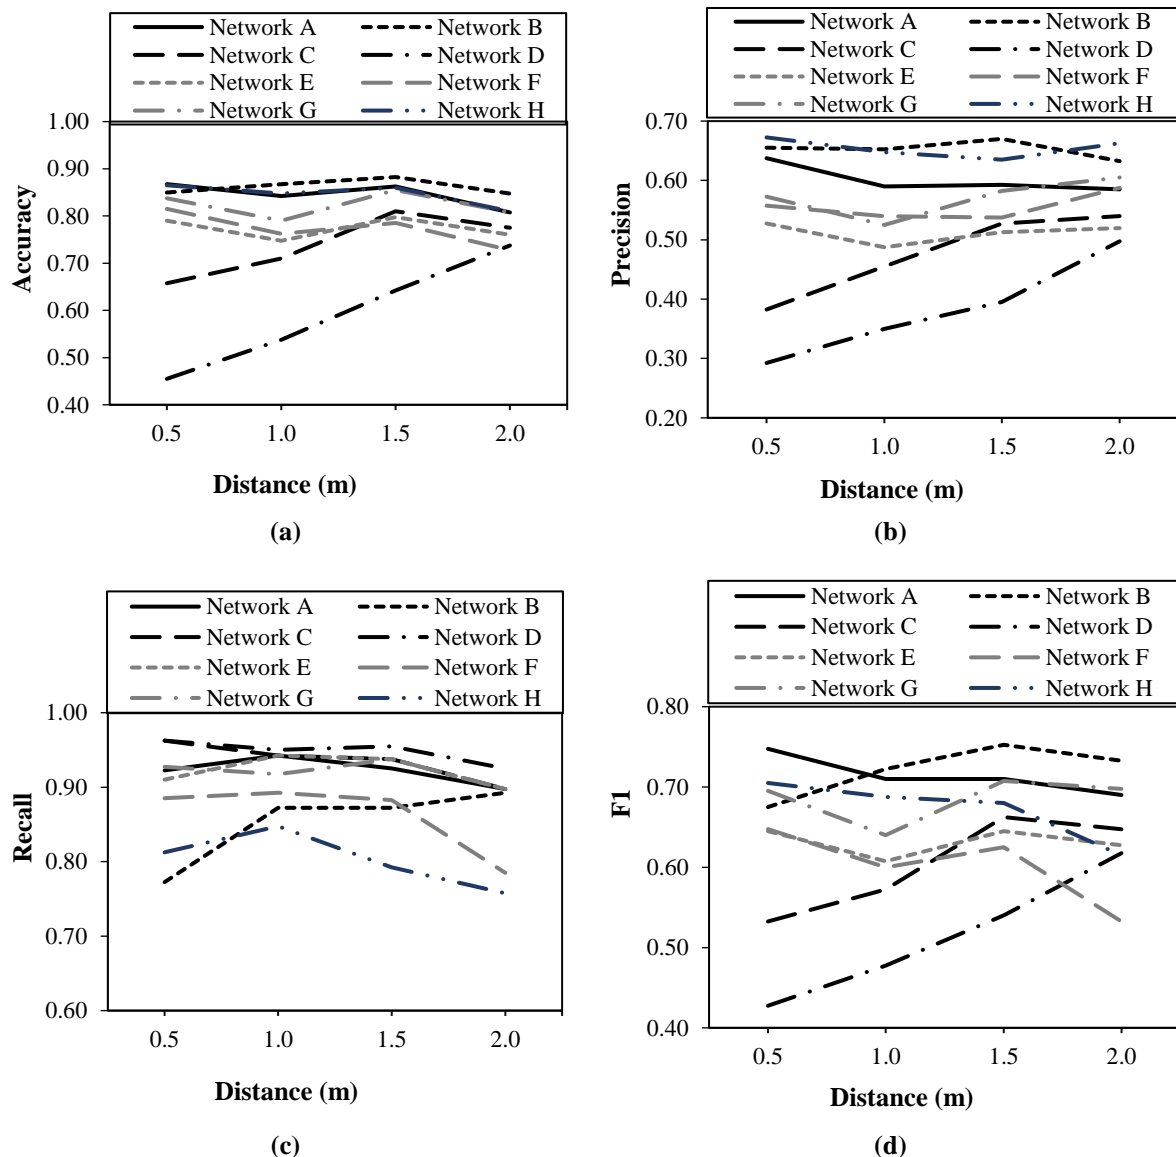 Network A
Network B
Network C
Network D
Network E
Network F
Network G
Network H
1.00
0.90
0.80
0.70
0.60
0.50
0.40
Accuracy
0.5
1.0
1.5
2.0
Distance (m)
(a)
Network A
Network B
Network C
Network D
Network E
Network F
Network G
Network H
0.70
0.60
0.50
0.40
0.30
0.20
Precision
0.5
1.0
1.5
2.0
Distance (m)
(b)
Network A
Network B
Network C
Network D
Network E
Network F
Network G
Network H
1.00
0.90
0.80
0.90
0.60
Recall
0.5
1.0
1.5
2.0
Distance (m)
(c)
Network A
Network B
Network C
Network D
Network E
Network F
Network G
Network H
0.80
0.70
0.60
0.50
0.40
F1
0.5
1.0
1.5
2.0
Distance (m)
(d)